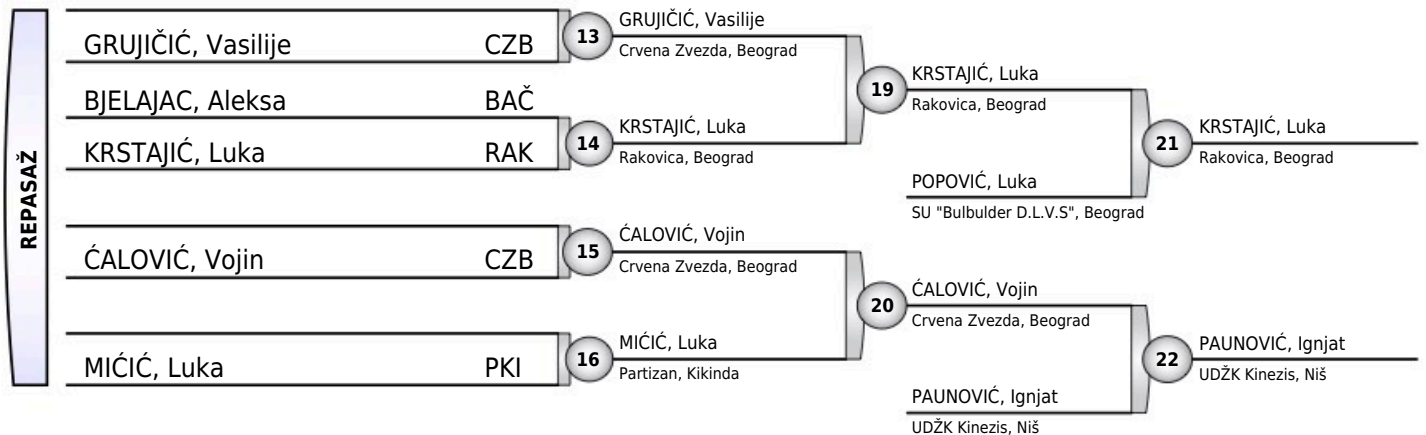 REPASAŽ
GRUJIČIĆ, Vasilije CZB
BJELAJAC, Aleksa BAČ
KRSTAJIĆ, Luka RAK
ĆALOVIĆ, Vojin CZB
MIĆIĆ, Luka PKI
13
GRUJIČIĆ, Vasilije
Crvena Zvezda, Beograd
14
KRSTAJIĆ, Luka
Rakovica, Beograd
15
ĆALOVIĆ, Vojin
Crvena Zvezda, Beograd
16
MIĆIĆ, Luka
Partizan, Kikinda
19
KRSTAJIĆ, Luka
Rakovica, Beograd
POPOVIĆ, Luka
SU "Bulbulder D.L.V.S", Beograd
20
ĆALOVIĆ, Vojin
Crvena Zvezda, Beograd
PAUNOVIĆ, Ignjat
UDŽK Kinezis, Niš
21
KRSTAJIĆ, Luka
Rakovica, Beograd
22
PAUNOVIĆ, Ignjat
UDŽK Kinezis, Niš